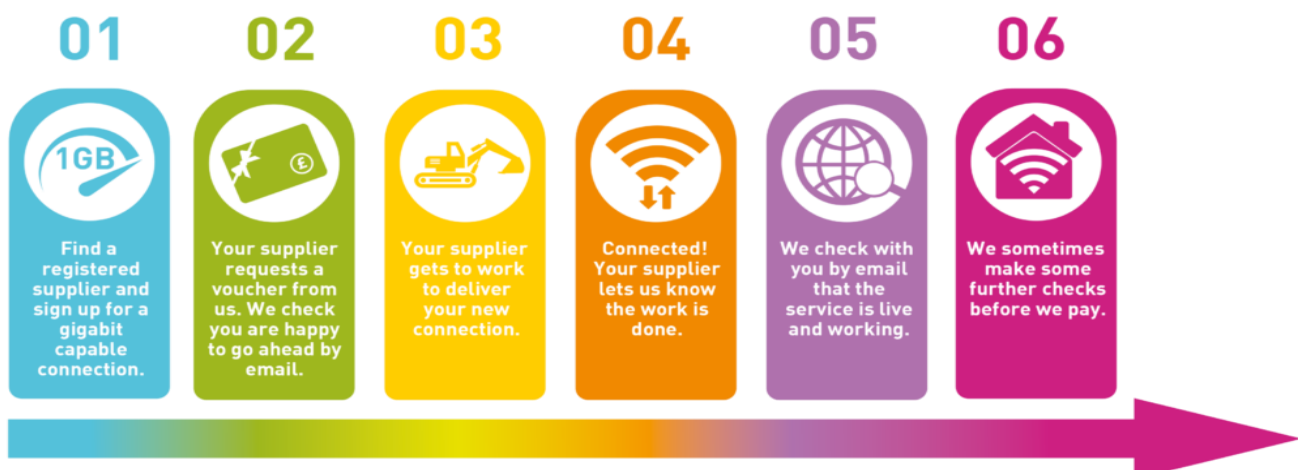 01
02
03
04
05
06
1GB
£
Find a
registered
supplier and
sign up for a
gigabit
capable
connection.
Your supplier
requests a
voucher from
us. We check
you are happy
to go ahead by
email.
Your supplier
gets to work
to deliver
your new
connection.
Connected!
Your supplier
lets us know
the work is
done.
We check with
you by email
that the
service is live
and working.
We sometimes
make some
further checks
before we pay.